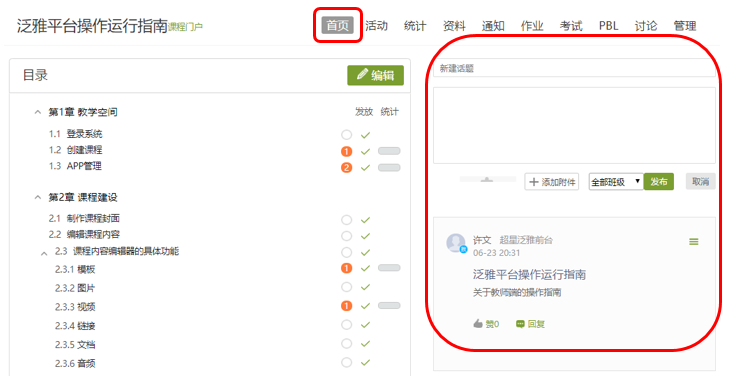 泛雅平台操作运行指南课程门户
首页 活动 统计 资料 通知 作业 考试 PBL 讨论 管理
目录
编辑
第1章 教学空间 发放 统计
1.1 登录系统
1.2 创建课程 1
1.3 APP管理 2
第2章 课程建设
2.1 制作课程封面
2.2 编辑课程内容
2.3 课程内容编辑器的具体功能
2.3.1 模板 1
2.3.2 图片
2.3.3 视频 1
2.3.4 链接
2.3.5 文档
2.3.6 音频
新建话题
添加附件 全部班级 发布 取消
许文 超星泛雅前台
06-23 20:31
泛雅平台操作运行指南
关于教师端的操作指南
赞0 回复